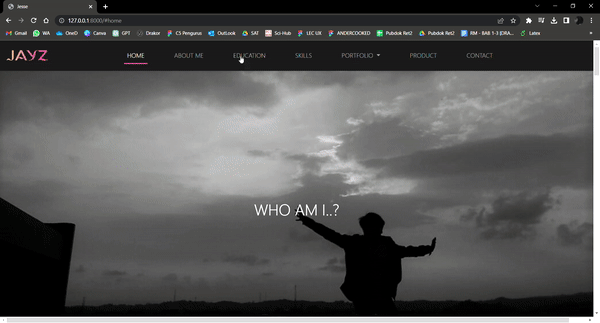 Jesse
127.0.0.1:8000/#home
Gmail WA OneD Canva GPT Drakor CS Pengurus OutLook SAT Sci-Hub LEC UX ANDERCOOKED Pubdok Ret2 Pubdok Ret2 RM - BAB 1-3 (DRA... Latex
JAYZ HOME ABOUT ME EDUCATION SKILLS PORTFOLIO PRODUCT CONTACT
WHO AM I..?